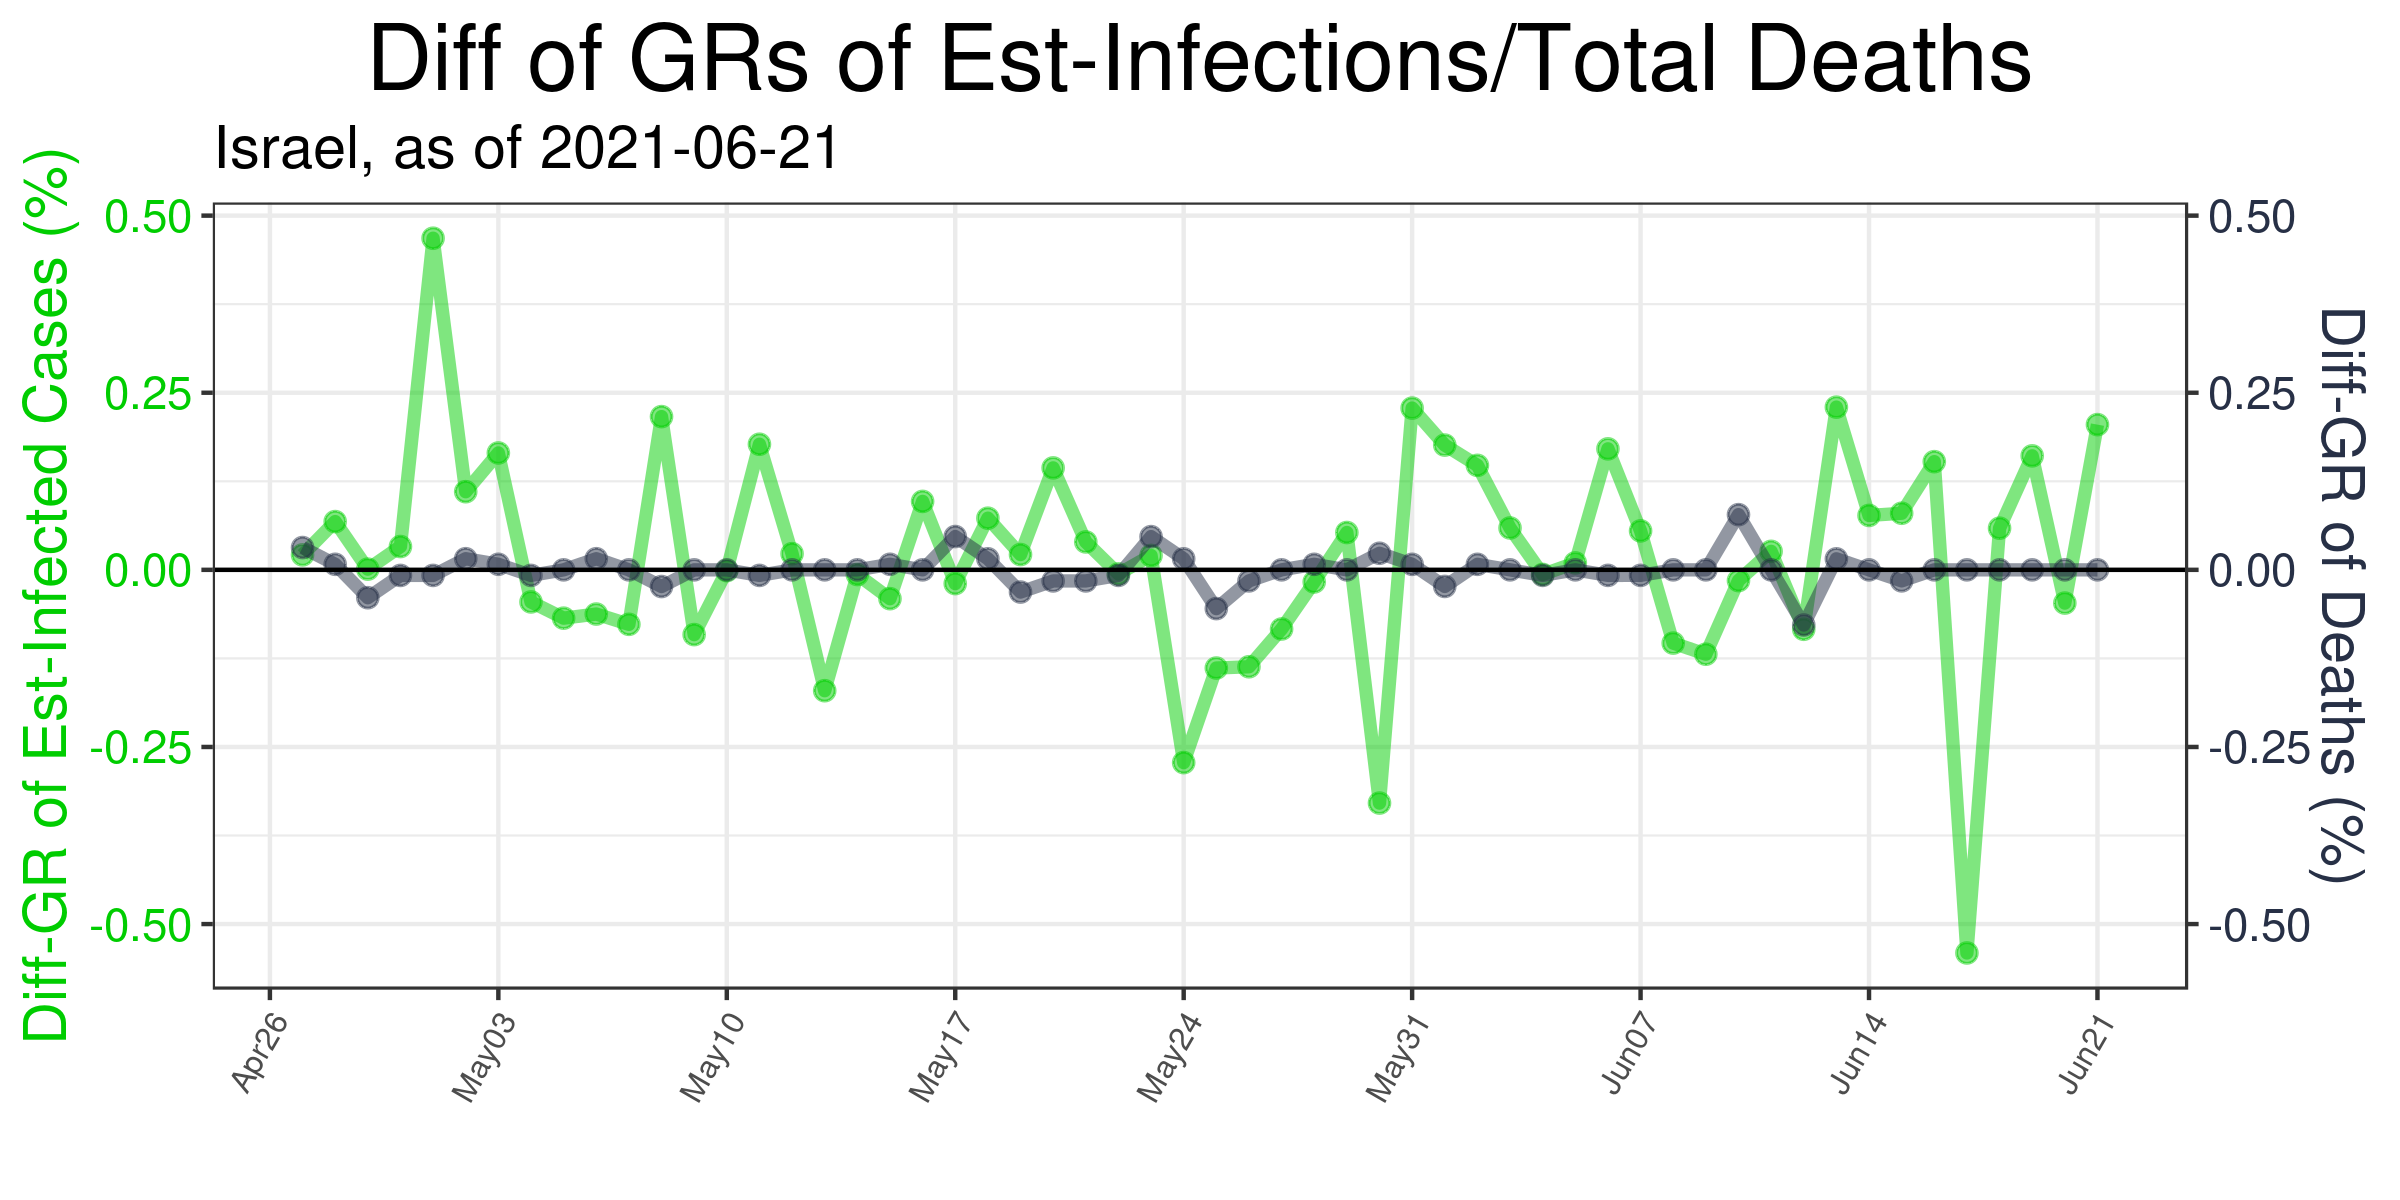 Diff of GRs of Est-Infections/Total Deaths
Israel, as of 2021-06-21
Diff-GR of Est-Infected Cases (%)
0.50
0.25
0.00
-0.25
-0.50
0.50
0.25
0.00
-0.25
-0.50
Diff-GR of Deaths (%)
Apr26
May03
May10
May17
May24
May31
Jun07
Jun14
Jun21